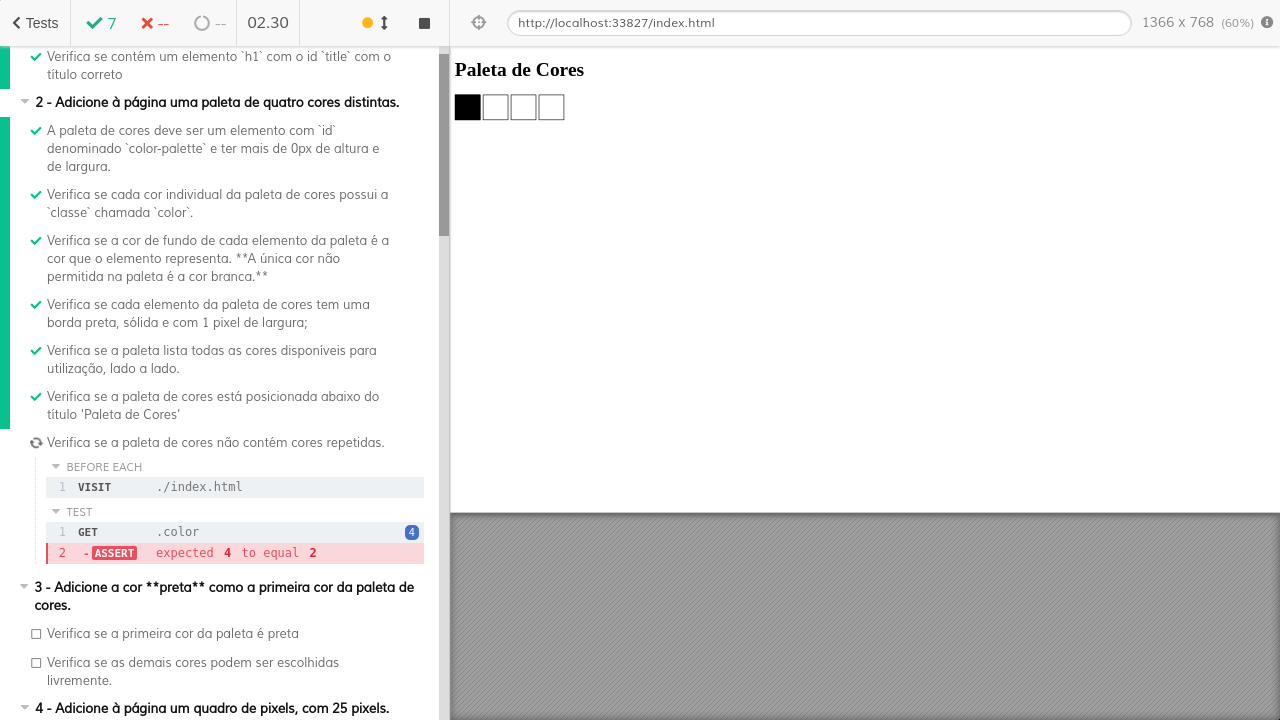 Tests 7 -- -- 02.30
http://localhost:33827/index.html 1366 x 768 (60%)
Verifica se contém um elemento `h1` com o id `title` com o
título correto
2 - Adicione à página uma paleta de quatro cores distintas.
A paleta de cores deve ser um elemento com `id`
denominado `color-palette` e ter mais de 0px de altura e
de largura.
Verifica se cada cor individual da paleta de cores possui a
`classe` chamada `color`.
Verifica se a cor de fundo de cada elemento da paleta é a
cor que o elemento representa. **A única cor não
permitida na paleta é a cor branca.**
Verifica se cada elemento da paleta de cores tem uma
borda preta, sólida e com 1 pixel de largura;
Verifica se a paleta lista todas as cores disponíveis para
utilização, lado a lado.
Verifica se a paleta de cores está posicionada abaixo do
título 'Paleta de Cores'
Verifica se a paleta de cores não contém cores repetidas.
BEFORE EACH
1 VISIT ./index.html
TEST
1 GET .color 4
2 -ASSERT expected 4 to equal 2
3 - Adicione a cor **preta** como a primeira cor da paleta de
cores.
Verifica se a primeira cor da paleta é preta
Verifica se as demais cores podem ser escolhidas
livremente.
4 - Adicione à página um quadro de pixels, com 25 pixels.
Paleta de Cores